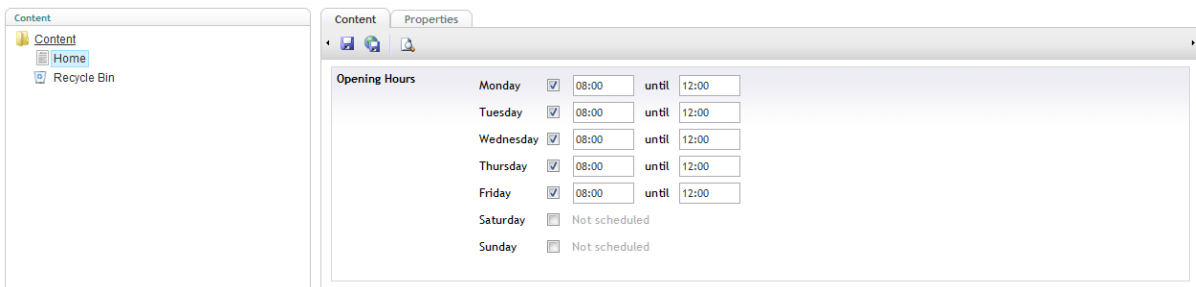 Content
Content
Home
Recycle Bin
Content Properties
Opening Hours
Monday 08:00 until 12:00
Tuesday 08:00 until 12:00
Wednesday 08:00 until 12:00
Thursday 08:00 until 12:00
Friday 08:00 until 12:00
Saturday Not scheduled
Sunday Not scheduled